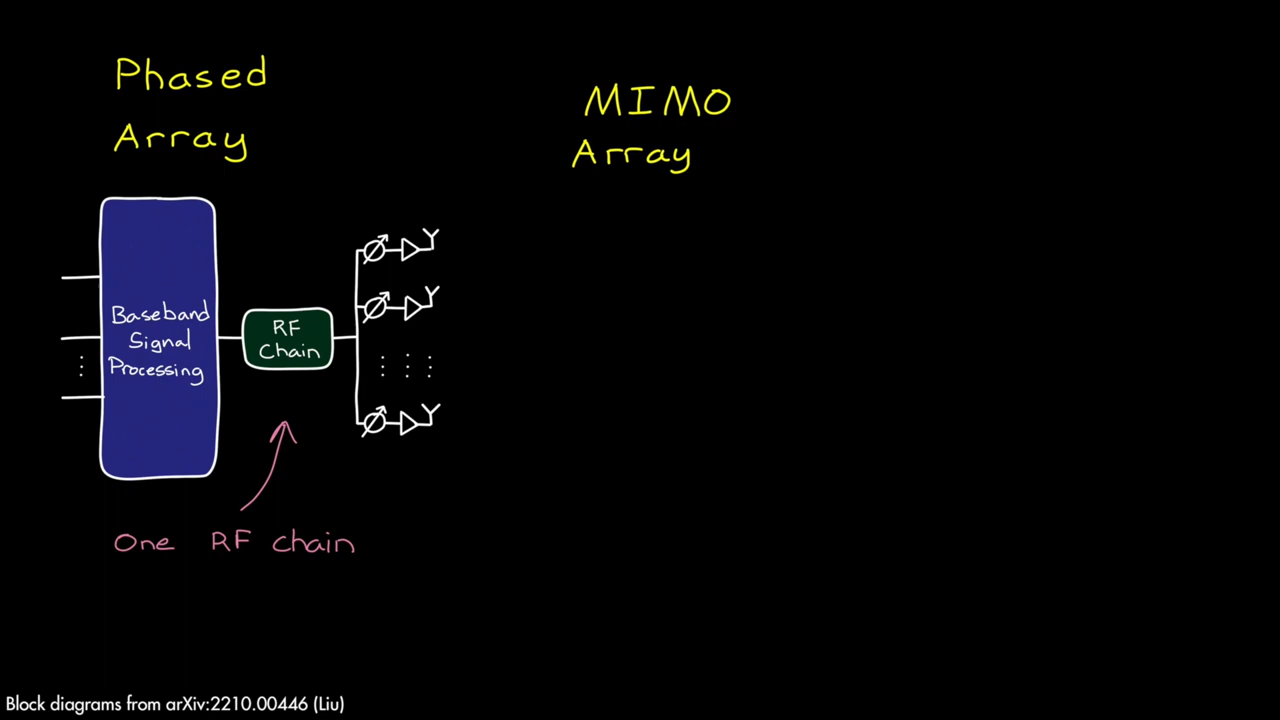 Phased
Array
MIMO
Array
Baseband
Signal
Processing
RF
Chain
One RF chain
Block diagrams from arXiv:2210.00446 (Liu)